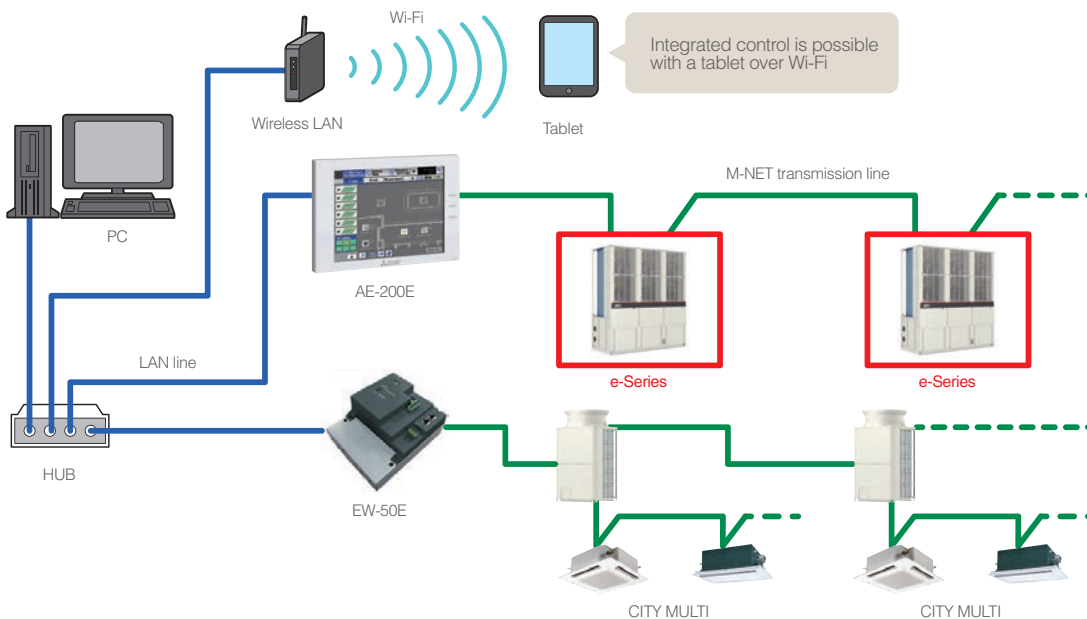 Wi-Fi
Integrated control is possible
with a tablet over Wi-Fi
Wireless LAN
Tablet
M-NET transmission line
PC
AE-200E
LAN line
e-Series
e-Series
HUB
EW-50E
CITY MULTI
CITY MULTI